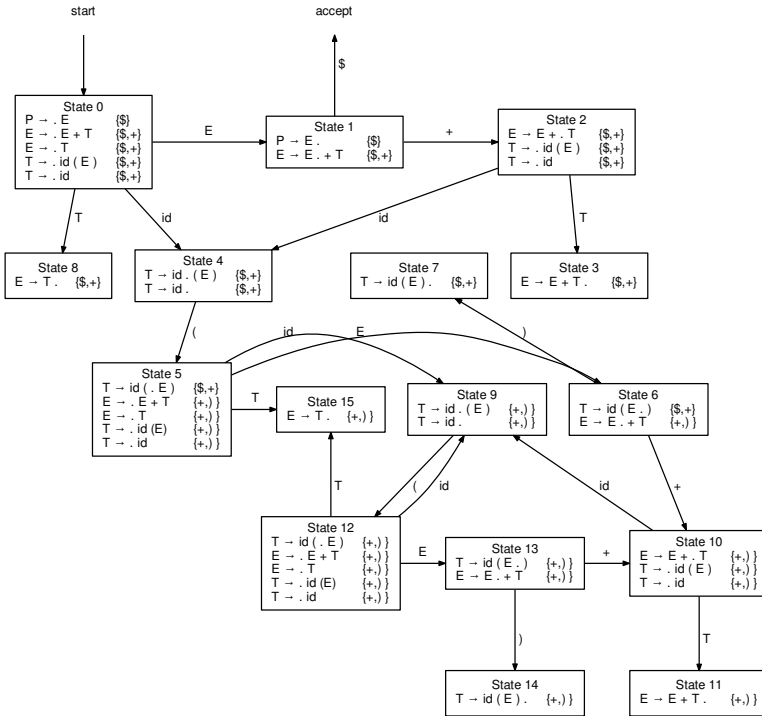 start
accept
$
State 0
P → . E {$}
E → . E + T {$,+}
E → . T {$,+}
T → . id ( E ) {$,+}
T → . id {$,+}
E
State 1
P → E . {$}
E → E . + T {$,+}
+
State 2
E → E + . T {$,+}
T → . id ( E ) {$,+}
T → . id {$,+}
T
id
id
T
State 8
E → T . {$,+}
State 4
T → id . ( E ) {$,+}
T → id . {$,+}
State 7
T → id ( E ) . {$,+}
State 3
E → E + T . {$,+}
(
id
E
)
State 5
T → id ( . E ) {$,+}
E → . E + T {+,) }
E → . T {+,) }
T → . id (E) {+,) }
T → . id {+,) }
T
State 15
E → T . {+,) }
State 9
T → id . ( E ) {+,) }
T → id . {+,) }
State 6
T → id ( E . ) {$,+}
E → E . + T {+,) }
T
(
id
id
+
State 12
T → id ( . E ) {+,) }
E → . E + T {+,) }
E → . T {+,) }
T → . id (E) {+,) }
T → . id {+,) }
E
State 13
T → id ( E . ) {+,) }
E → E . + T {+,) }
+
State 10
E → E + . T {+,) }
T → . id ( E ) {+,) }
T → . id {+,) }
)
T
State 14
T → id ( E ) . {+,) }
State 11
E → E + T . {+,) }